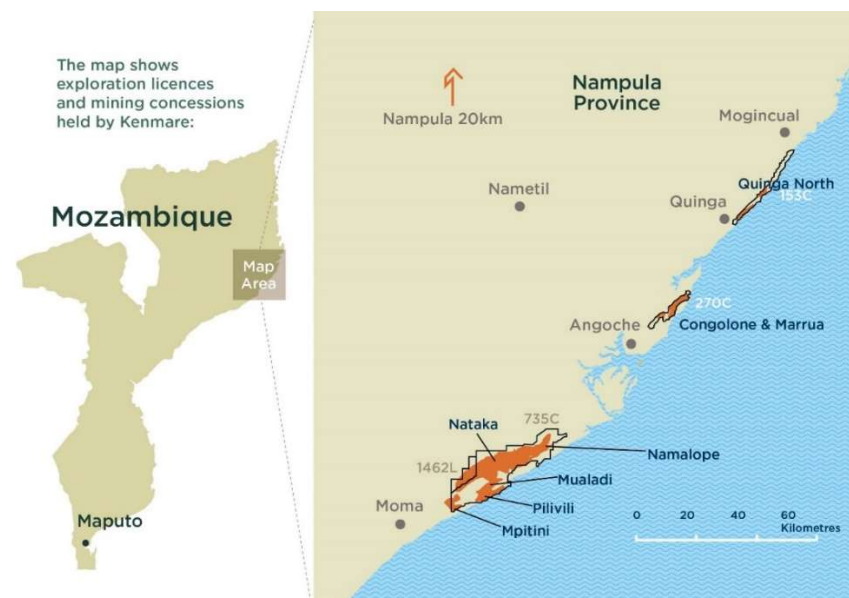 The map shows
exploration licences
and mining concessions
held by Kenmare:
Mozambique
Map
Area
Maputo
Nampula 20km
Nampula
Province
Mogincual
Nametil
Quinga North
153C
Quinga
270C
Congolone & Marrua
Angoche
735C
Nataka
Namalope
1462L
Mualadi
Moma
Pilivili
Mpitini
0 20 40 60
Kilometres